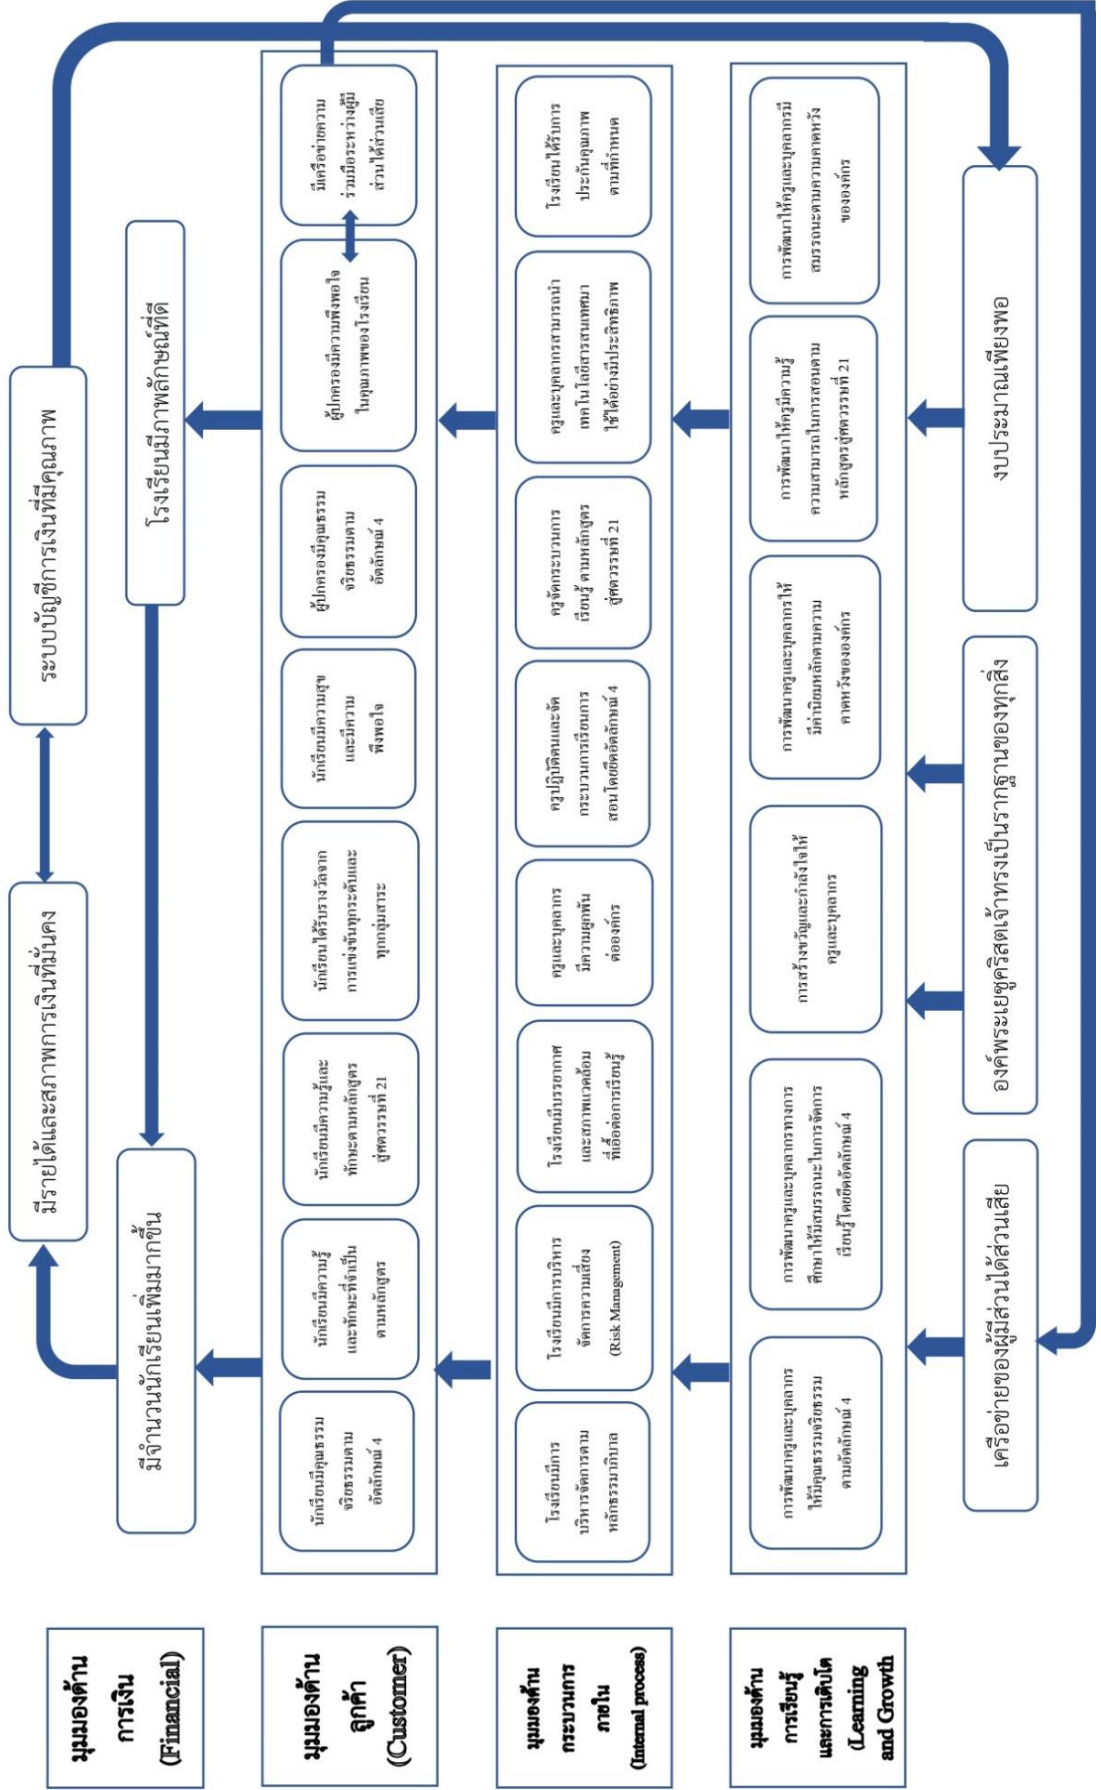 มุมมองด้าน
การเงิน
(Financial)
มีรายได้และสภาพการเงินที่มั่นคง
ระบบบัญชีการเงินที่มีคุณภาพ
มีจำนวนนักเรียนเพิ่มมากขึ้น
โรงเรียนมีภาพลักษณ์ที่ดี
มุมมองด้าน
ลูกค้า
(Customer)
นักเรียนมีคุณธรรม
จริยธรรมตาม
อัตลักษณ์ 4
นักเรียนมีความรู้
และทักษะที่จำเป็น
ตามหลักสูตร
นักเรียนมีความรู้และ
ทักษะตามหลักสูตร
สู่ศตวรรษที่ 21
นักเรียนได้รับรางวัลจาก
การแข่งขันทุกระดับและ
ทุกกลุ่มสาระ
นักเรียนมีความสุข
และมีความ
พึงพอใจ
ผู้ปกครองมีคุณธรรม
จริยธรรมตาม
อัตลักษณ์ 4
ผู้ปกครองมีความพึงพอใจ
ในคุณภาพของโรงเรียน
มีเครือข่ายความ
ร่วมมือระหว่างผู้มี
ส่วนได้ส่วนเสีย
มุมมองด้าน
กระบวนการ
ภายใน
(Internal process)
โรงเรียนมีการ
บริหารจัดการตาม
หลักธรรมาภิบาล
โรงเรียนมีการบริหาร
จัดการความเสี่ยง
(Risk Management)
โรงเรียนมีบรรยากาศ
และสภาพแวดล้อม
ที่เอื้อต่อการเรียนรู้
ครูและบุคลากร
มีความผูกพัน
ต่อองค์กร
ครูปฏิบัติตนและจัด
กระบวนการเรียนการ
สอนโดยยึดอัตลักษณ์ 4
ครูจัดกระบวนการ
เรียนรู้ ตามหลักสูตร
สู่ศตวรรษที่ 21
ครูและบุคลากรสามารถนำ
เทคโนโลยีสารสนเทศมา
ใช้ได้อย่างมีประสิทธิภาพ
โรงเรียนได้รับการ
ประกันคุณภาพ
ตามที่กำหนด
มุมมองด้าน
การเรียนรู้
และการเติบโต
(Learning
and Growth
การพัฒนาครูและบุคลากร
ให้มีคุณธรรมจริยธรรม
ตามอัตลักษณ์ 4
การพัฒนาครูและบุคลากรทางการ
ศึกษาให้มีสมรรถนะในการจัดการ
เรียนรู้โดยยึดอัตลักษณ์ 4
การสร้างขวัญและกำลังใจให้
ครูและบุคลากร
การพัฒนาครูและบุคลากรให้
มีค่านิยมหลักตามความ
คาดหวังขององค์กร
การพัฒนาให้ครูมีความรู้
ความสามารถในการสอนตาม
หลักสูตรสู่ศตวรรษที่ 21
การพัฒนาให้ครูและบุคลากรมี
สมรรถนะตามความคาดหวัง
ขององค์กร
เครือข่ายของผู้มีส่วนได้ส่วนเสีย
องค์พระเยซูคริสตเจ้าทรงเป็นรากฐานของทุกสิ่ง
งบประมาณเพียงพอ